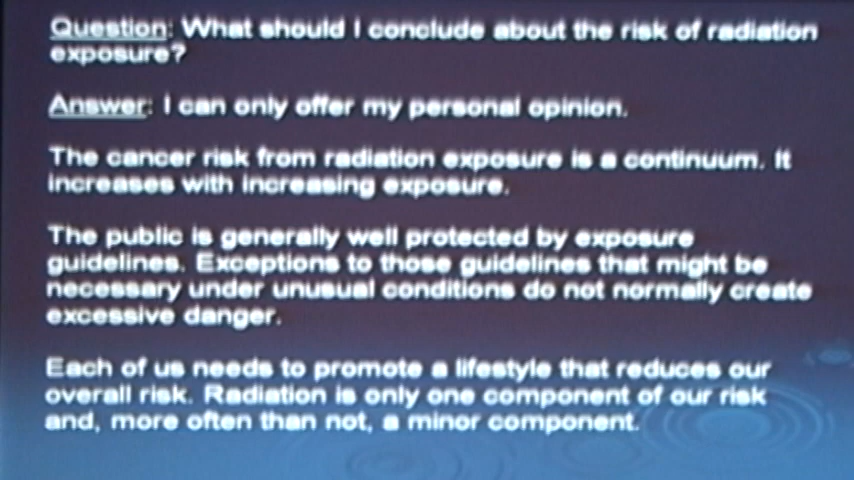 Question: What should I conclude about the risk of radiation
exposure?
Answer: I can only offer my personal opinion.
The cancer risk from radiation exposure is a continuum. It
increases with increasing exposure.
The public is generally well protected by exposure
guidelines. Exceptions to those guidelines that might be
necessary under unusual conditions do not normally create
excessive danger.
Each of us needs to promote a lifestyle that reduces our
overall risk. Radiation is only one component of our risk
and, more often than not, a minor component.